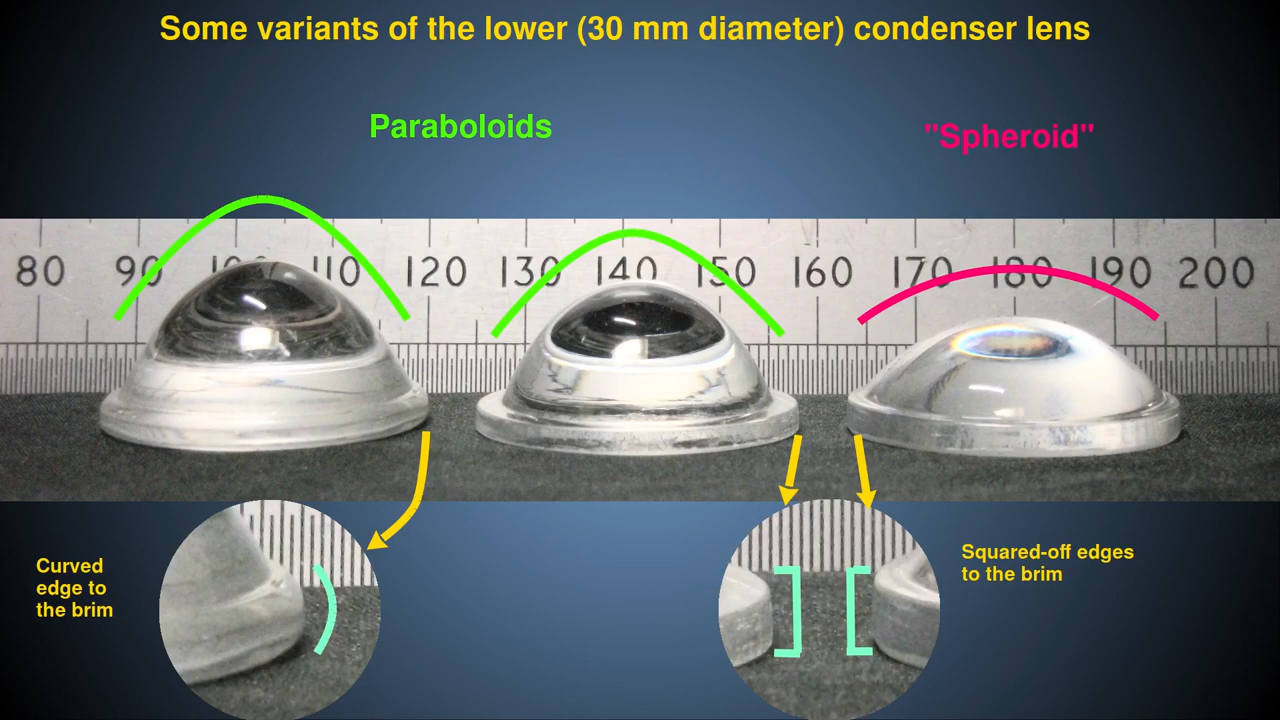 Some variants of the lower (30 mm diameter) condenser lens
Paraboloids
"Spheroid"
80 90 100 110 120 130 140 150 160 170 180 190 200
Curved
edge to
the brim
Squared-off edges
to the brim